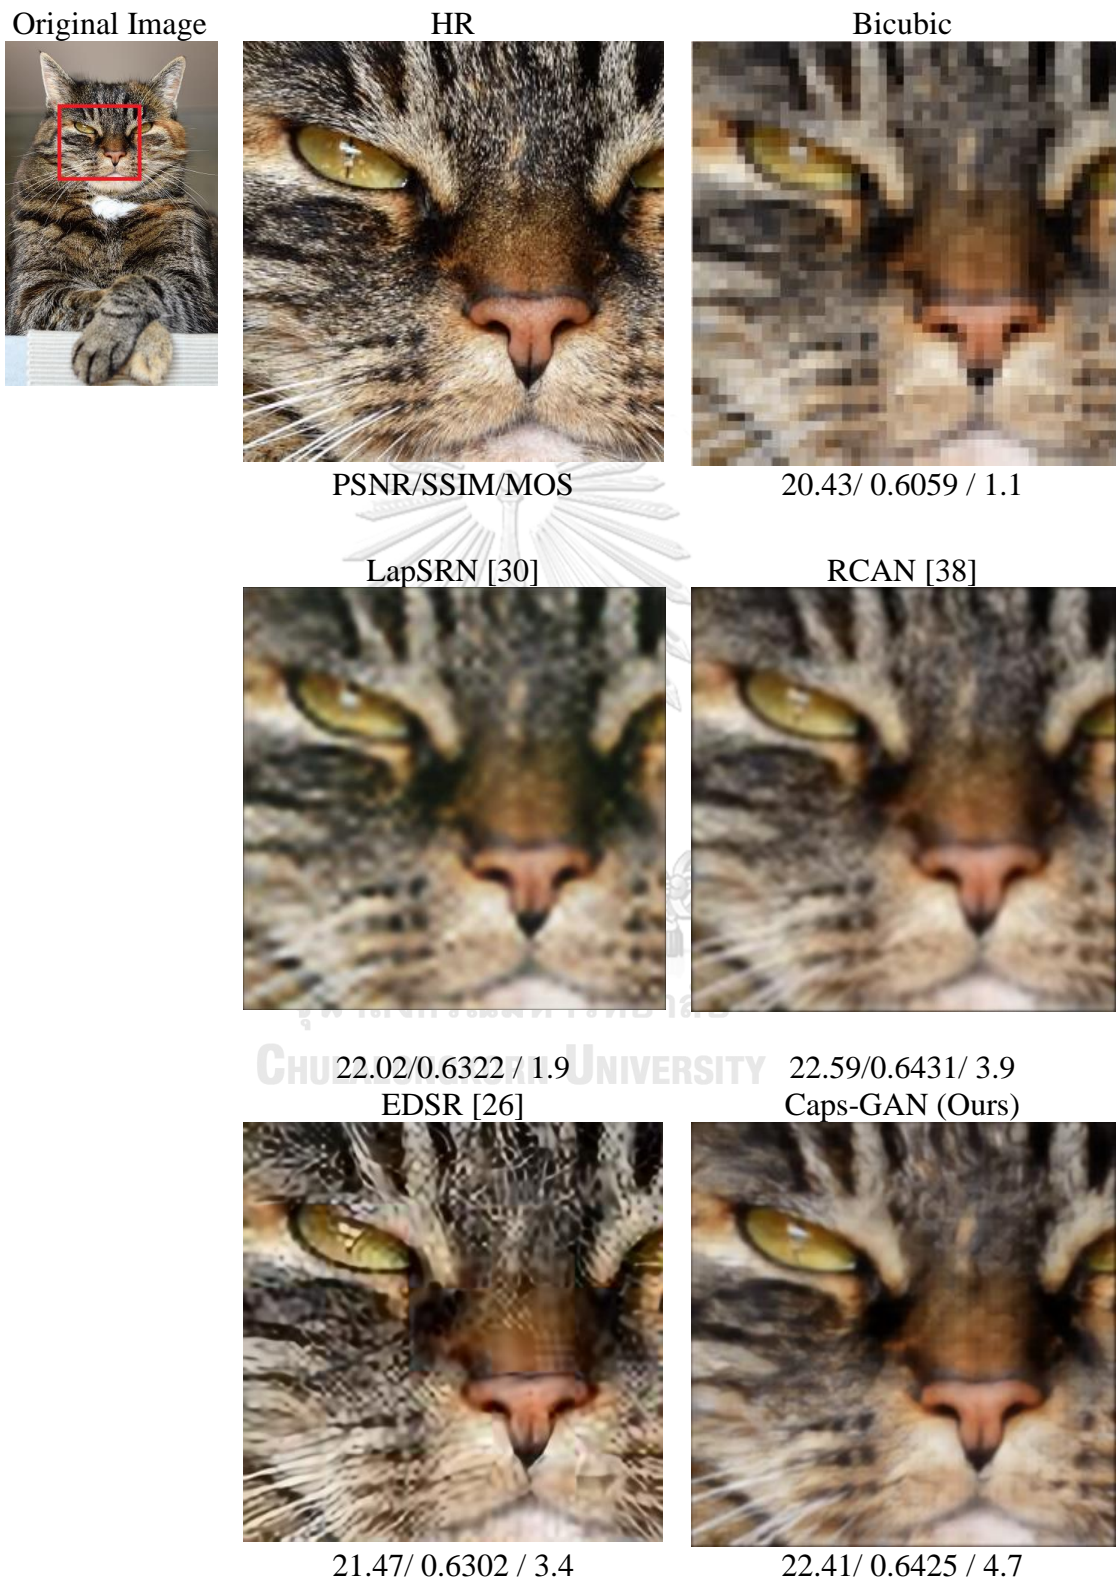 Original Image
HR
Bicubic
PSNR/SSIM/MOS
20.43/ 0.6059 / 1.1
LapSRN [30]
RCAN [38]
22.02/0.6322 / 1.9
22.59/0.6431/ 3.9
CHULALONGKORN UNIVERSITY
EDSR [26]
Caps-GAN (Ours)
21.47/ 0.6302 / 3.4
22.41/ 0.6425 / 4.7